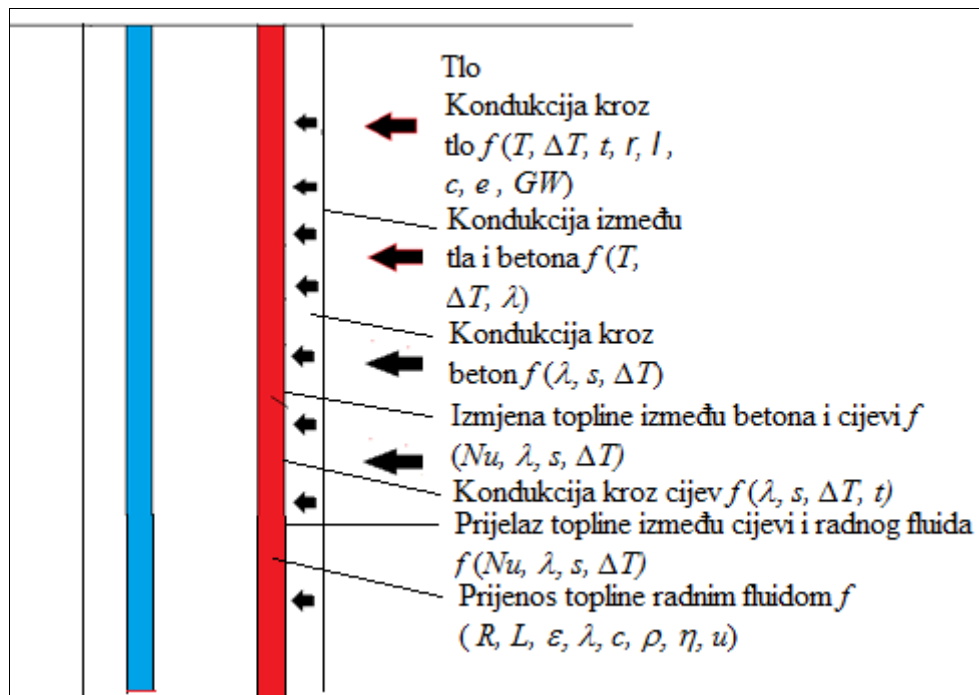 Tlo
Kondukcija kroz
tlo f (T, ΔT, t, r, l ,
c, e , GW)
Kondukcija između
tla i betona f (T,
ΔT, λ)
Kondukcija kroz
beton f (λ, s, ΔT)
Izmjena topline između betona i cijevi f
(Nu, λ, s, ΔT)
Kondukcija kroz cijev f (λ, s, ΔT, t)
Prijelaz topline između cijevi i radnog fluida
f (Nu, λ, s, ΔT)
Prijenos topline radnim fluidom f
( R, L, ε, λ, c, ρ, η, u)